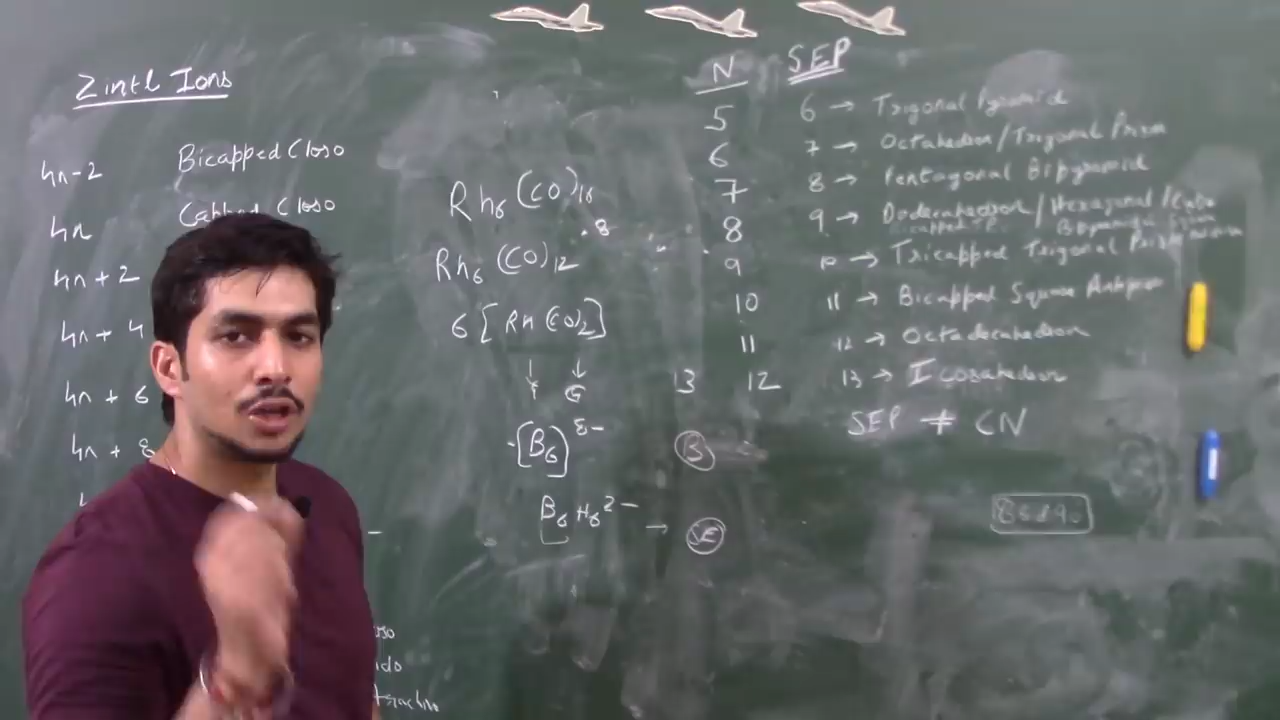 Zintl Ions
4n-2 Bicapped Closo
4n Capped Closo
4n + 2
4n + 4
4n + 6
4n + 8
Rh6(CO)16
Rh6(CO)12
6[Rh(CO)2]
[B6]8-
B6H6 2-
N SEP
5 6 → Trigonal Pyramid
6 7 → Octahedron/Trigonal Prism
7 8 → Pentagonal Bipyramid
8 9 → Dodecahedron/Hexagonal /Cube
9 10 → Tricapped Trigonal Prism
10 11 → Bicapped Square Antiprism
11 12 → Octadecahedron
13 12 13 → Icosahedron
SEP ≠ CN